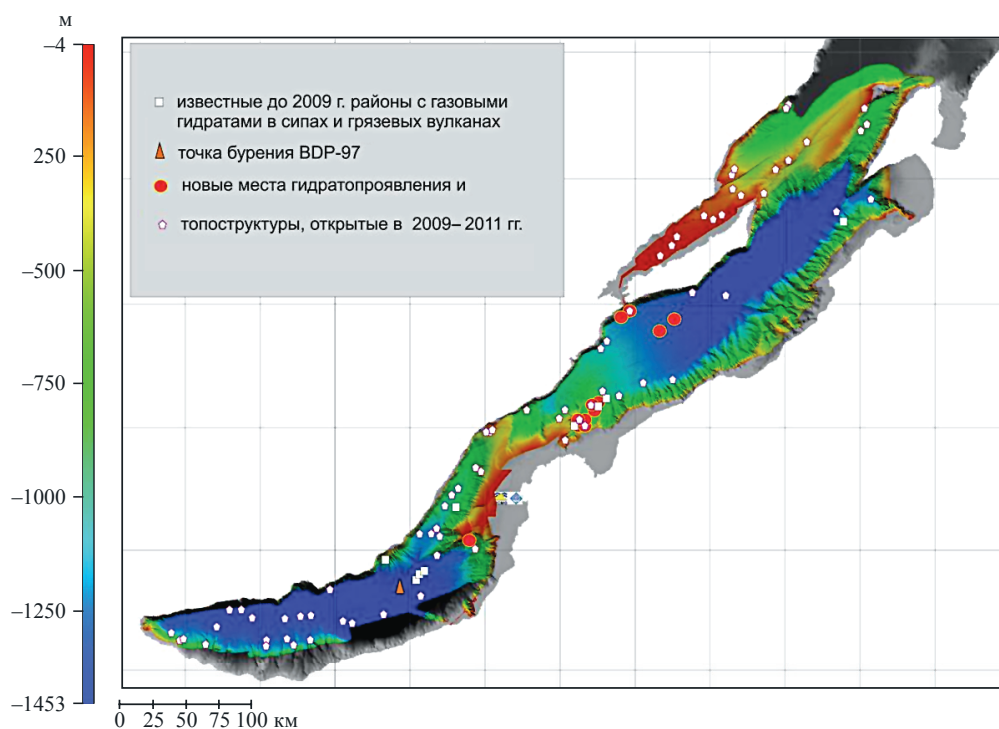 м
–4
250
–500
–750
–1000
–1250
–1453
известные до 2009 г. районы с газовыми
гидратами в сипах и грязевых вулканах
точка бурения BDP-97
новые места гидратопроявления и
топоструктуры, открытые в 2009–2011 гг.
0 25 50 75 100 км